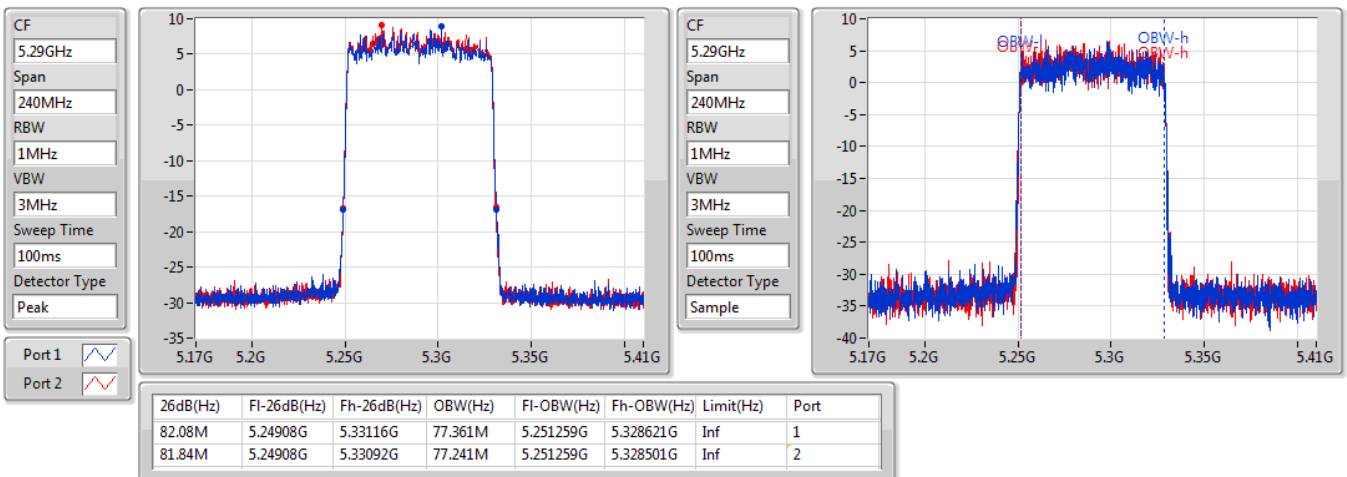 CF
5.29GHz
Span
240MHz
RBW
1MHz
VBW
3MHz
Sweep Time
100ms
Detector Type
Peak
10
5
0
-5
-10
-15
-20
-25
-30
-35
5.17G 5.2G 5.25G 5.3G 5.35G 5.41G
CF
5.29GHz
Span
240MHz
RBW
1MHz
VBW
3MHz
Sweep Time
100ms
Detector Type
Sample
10
5
0
-5
-10
-15
-20
-25
-30
-35
-40
OBW-l OBW-h
OBW-l OBW-h
5.17G 5.2G 5.25G 5.3G 5.35G 5.41G
Port 1
Port 2
26dB(Hz) Fl-26dB(Hz) Fh-26dB(Hz) OBW(Hz) Fl-OBW(Hz) Fh-OBW(Hz) Limit(Hz) Port
82.08M 5.24908G 5.33116G 77.361M 5.251259G 5.328621G Inf 1
81.84M 5.24908G 5.33092G 77.241M 5.251259G 5.328501G Inf 2